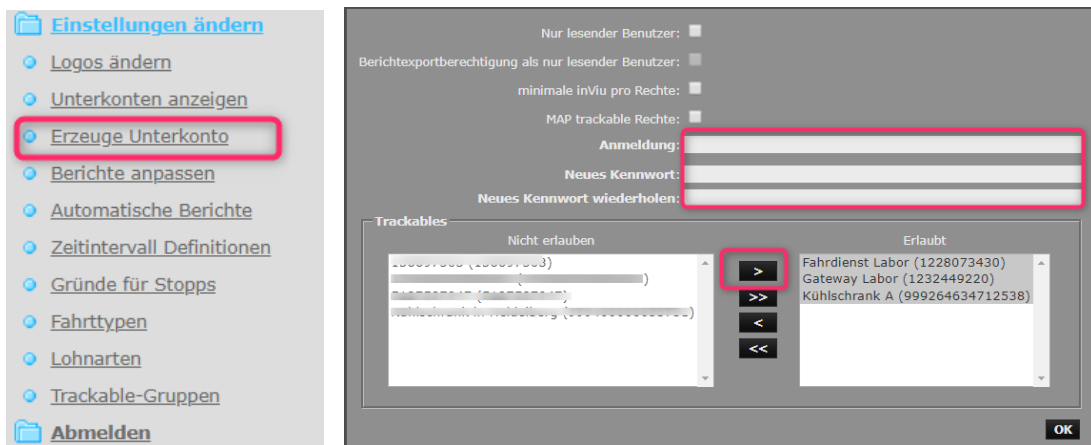 Einstellungen ändern
Logos ändern
Unterkonten anzeigen
Erzeuge Unterkonto
Berichte anpassen
Automatische Berichte
Zeitintervall Definitionen
Gründe für Stopps
Fahrttypen
Lohnarten
Trackable-Gruppen
Abmelden
Nur lesender Benutzer:
Berichtexportberechtigung als nur lesender Benutzer:
minimale inViu pro Rechte:
MAP trackable Rechte:
Anmeldung:
Neues Kennwort:
Neues Kennwort wiederholen:
Trackables
Nicht erlauben
>
>>
<
<<
Erlaubt
Fahrdienst Labor (1228073430)
Gateway Labor (1232449220)
Kühlschrank A (999264634712538)
OK